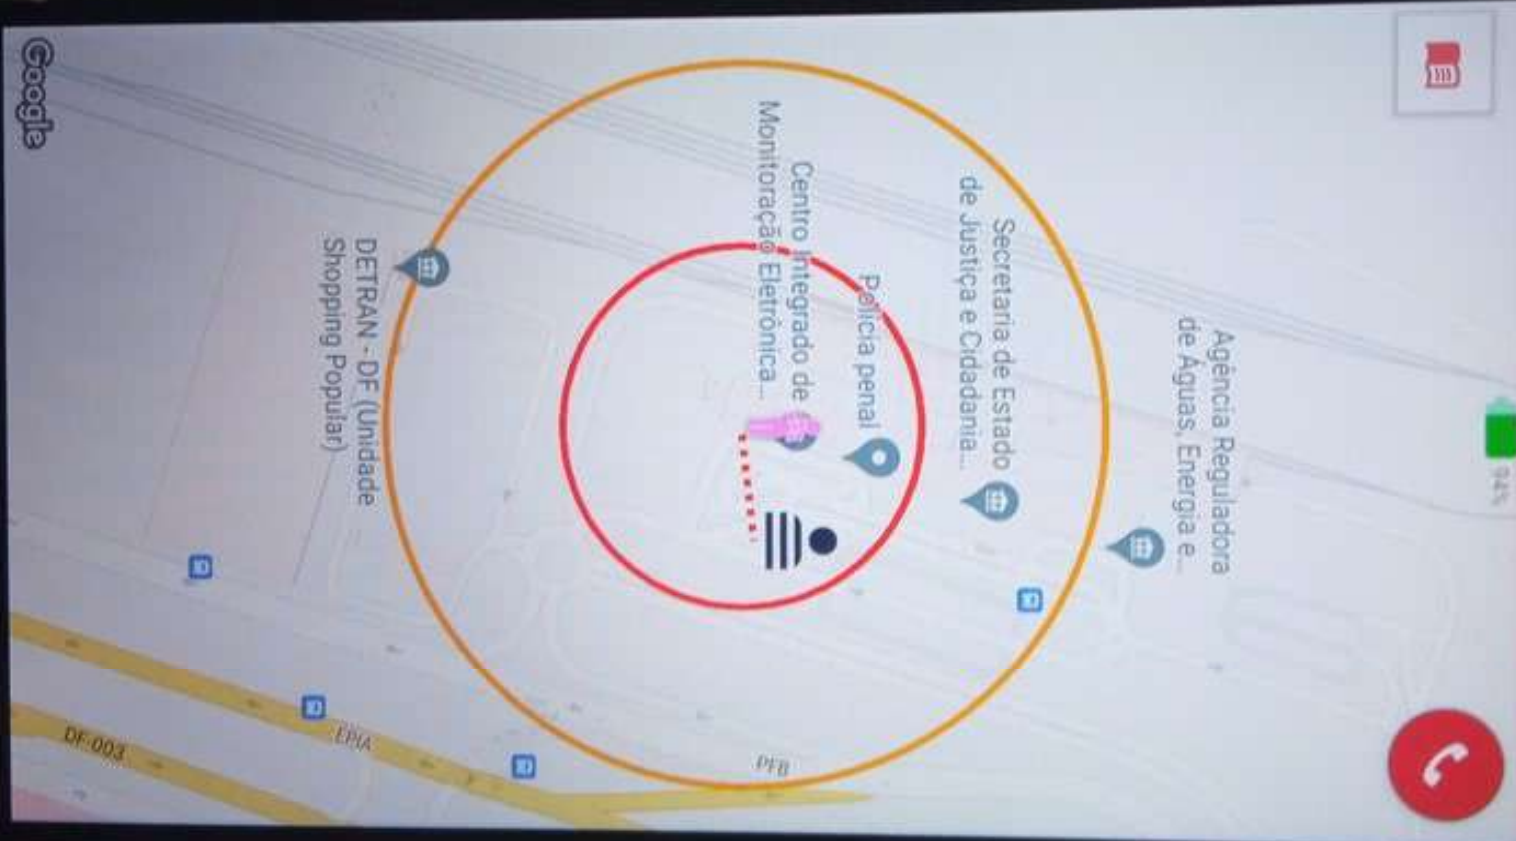 94%
Agência Reguladora
de Águas, Energia e...
Secretaria de Estado
de Justiça e Cidadania...
Polícia penal
Centro Integrado de
Monitoração Eletrônica...
DETRAN - DF (Unidade
Shopping Popular)
PFB
EPIA
DF-003
Google